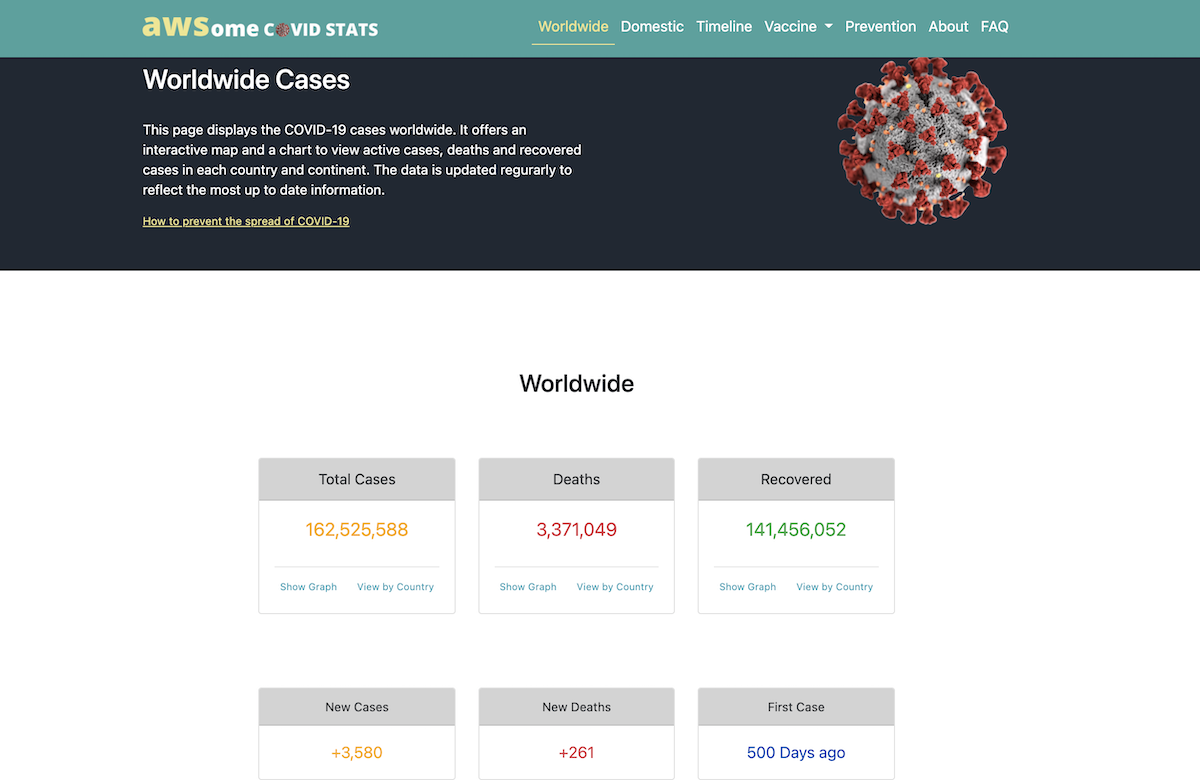 awsome COVID STATS
Worldwide Domestic Timeline Vaccine Prevention About FAQ
Worldwide Cases
This page displays the COVID-19 cases worldwide. It offers an
interactive map and a chart to view active cases, deaths and recovered
cases in each country and continent. The data is updated regurarly to
reflect the most up to date information.
How to prevent the spread of COVID-19
Worldwide
Total Cases
162,525,588
Show Graph View by Country
Deaths
3,371,049
Show Graph View by Country
Recovered
141,456,052
Show Graph View by Country
New Cases
+3,580
New Deaths
+261
First Case
500 Days ago